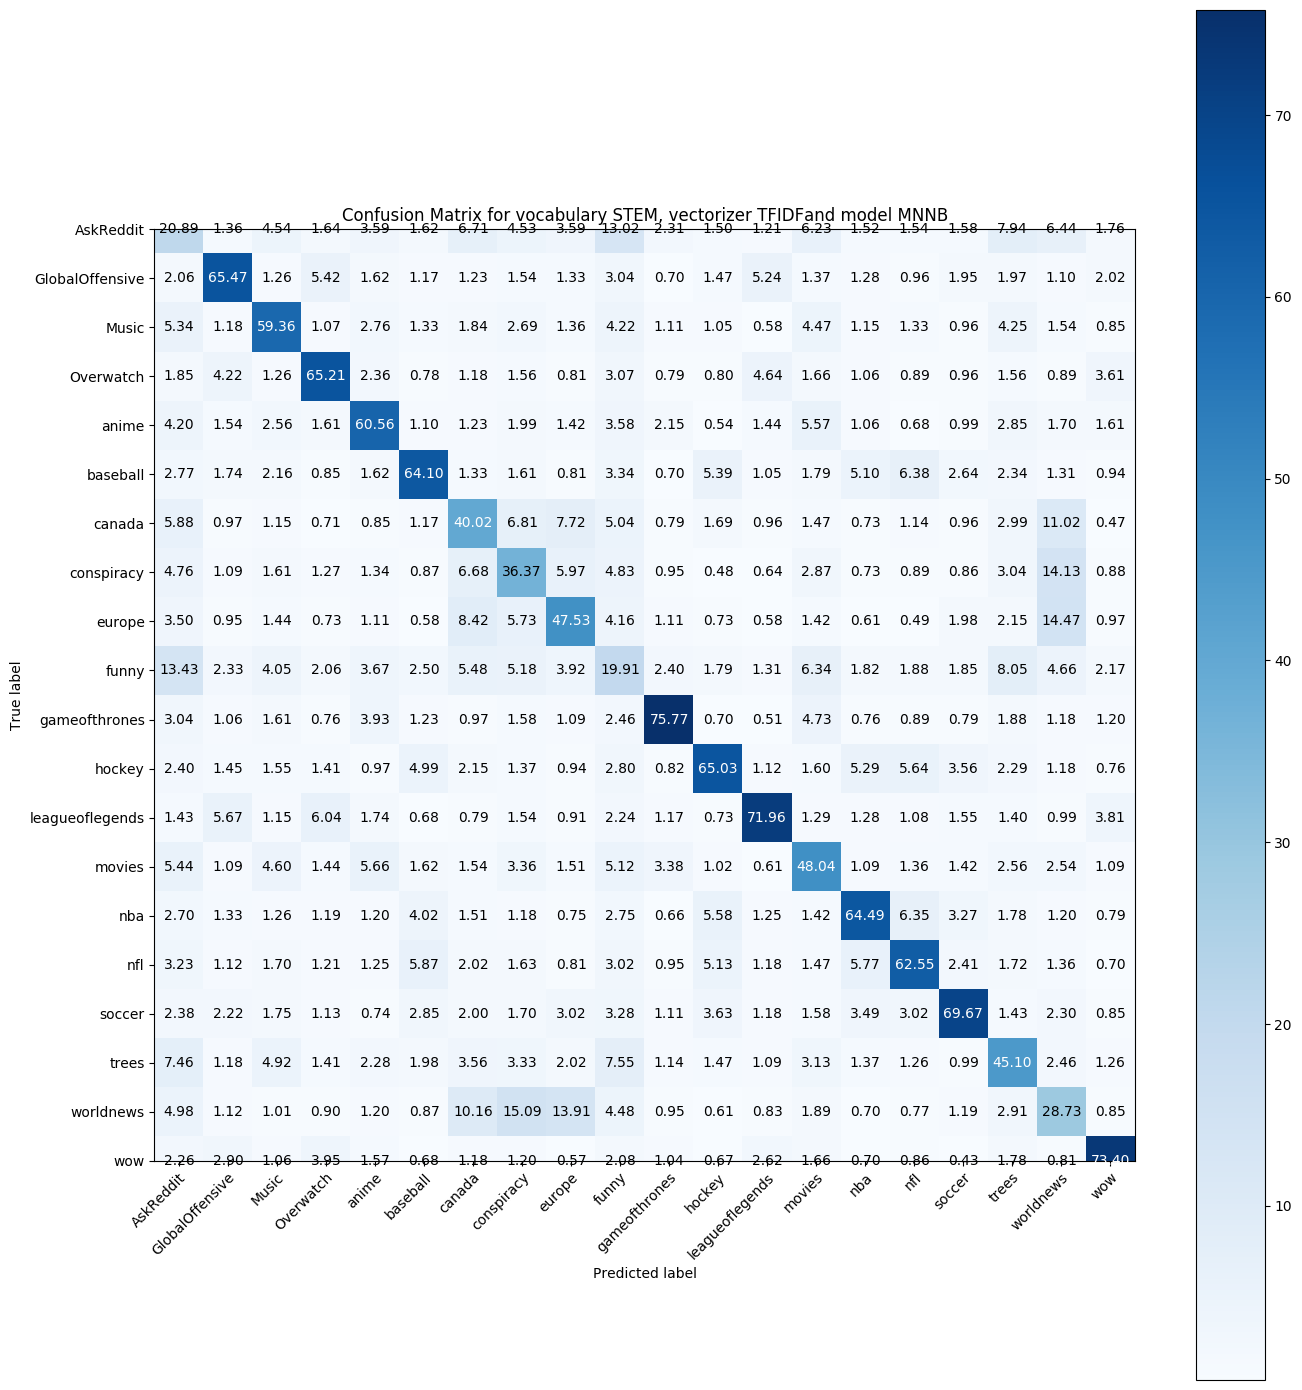 Confusion Matrix for vocabulary STEM, vectorizer TFIDFand model MNNB
AskReddit 20.89 1.36 4.54 1.64 3.59 1.62 6.71 4.53 3.59 13.02 2.31 1.50 1.21 6.23 1.52 1.54 1.58 7.94 6.44 1.76
GlobalOffensive 2.06 65.47 1.26 5.42 1.62 1.17 1.23 1.54 1.33 3.04 0.70 1.47 5.24 1.37 1.28 0.96 1.95 1.97 1.10 2.02
Music 5.34 1.18 59.36 1.07 2.76 1.33 1.84 2.69 1.36 4.22 1.11 1.05 0.58 4.47 1.15 1.33 0.96 4.25 1.54 0.85
Overwatch 1.85 4.22 1.26 65.21 2.36 0.78 1.18 1.56 0.81 3.07 0.79 0.80 4.64 1.66 1.06 0.89 0.96 1.56 0.89 3.61
anime 4.20 1.54 2.56 1.61 60.56 1.10 1.23 1.99 1.42 3.58 2.15 0.54 1.44 5.57 1.06 0.68 0.99 2.85 1.70 1.61
baseball 2.77 1.74 2.16 0.85 1.62 64.10 1.33 1.61 0.81 3.34 0.70 5.39 1.05 1.79 5.10 6.38 2.64 2.34 1.31 0.94
canada 5.88 0.97 1.15 0.71 0.85 1.17 40.02 6.81 7.72 5.04 0.79 1.69 0.96 1.47 0.73 1.14 0.96 2.99 11.02 0.47
conspiracy 4.76 1.09 1.61 1.27 1.34 0.87 6.68 36.37 5.97 4.83 0.95 0.48 0.64 2.87 0.73 0.89 0.86 3.04 14.13 0.88
europe 3.50 0.95 1.44 0.73 1.11 0.58 8.42 5.73 47.53 4.16 1.11 0.73 0.58 1.42 0.61 0.49 1.98 2.15 14.47 0.97
funny 13.43 2.33 4.05 2.06 3.67 2.50 5.48 5.18 3.92 19.91 2.40 1.79 1.31 6.34 1.82 1.88 1.85 8.05 4.66 2.17
gameofthrones 3.04 1.06 1.61 0.76 3.93 1.23 0.97 1.58 1.09 2.46 75.77 0.70 0.51 4.73 0.76 0.89 0.79 1.88 1.18 1.20
hockey 2.40 1.45 1.55 1.41 0.97 4.99 2.15 1.37 0.94 2.80 0.82 65.03 1.12 1.60 5.29 5.64 3.56 2.29 1.18 0.76
leagueoflegends 1.43 5.67 1.15 6.04 1.74 0.68 0.79 1.54 0.91 2.24 1.17 0.73 71.96 1.29 1.28 1.08 1.55 1.40 0.99 3.81
movies 5.44 1.09 4.60 1.44 5.66 1.62 1.54 3.36 1.51 5.12 3.38 1.02 0.61 48.04 1.09 1.36 1.42 2.56 2.54 1.09
nba 2.70 1.33 1.26 1.19 1.20 4.02 1.51 1.18 0.75 2.75 0.66 5.58 1.25 1.42 64.49 6.35 3.27 1.78 1.20 0.79
nfl 3.23 1.12 1.70 1.21 1.25 5.87 2.02 1.63 0.81 3.02 0.95 5.13 1.18 1.47 5.77 62.55 2.41 1.72 1.36 0.70
soccer 2.38 2.22 1.75 1.13 0.74 2.85 2.00 1.70 3.02 3.28 1.11 3.63 1.18 1.58 3.49 3.02 69.67 1.43 2.30 0.85
trees 7.46 1.18 4.92 1.41 2.28 1.98 3.56 3.33 2.02 7.55 1.14 1.47 1.09 3.13 1.37 1.26 0.99 45.10 2.46 1.26
worldnews 4.98 1.12 1.01 0.90 1.20 0.87 10.16 15.09 13.91 4.48 0.95 0.61 0.83 1.89 0.70 0.77 1.19 2.91 28.73 0.85
wow 2.26 2.90 1.06 3.95 1.57 0.68 1.18 1.20 0.57 2.08 1.04 0.67 2.62 1.66 0.70 0.86 0.43 1.78 0.81 73.40
True label
AskReddit GlobalOffensive Music Overwatch anime baseball canada conspiracy europe funny gameofthrones hockey leagueoflegends movies nba nfl soccer trees worldnews wow
Predicted label
70
60
50
40
30
20
10